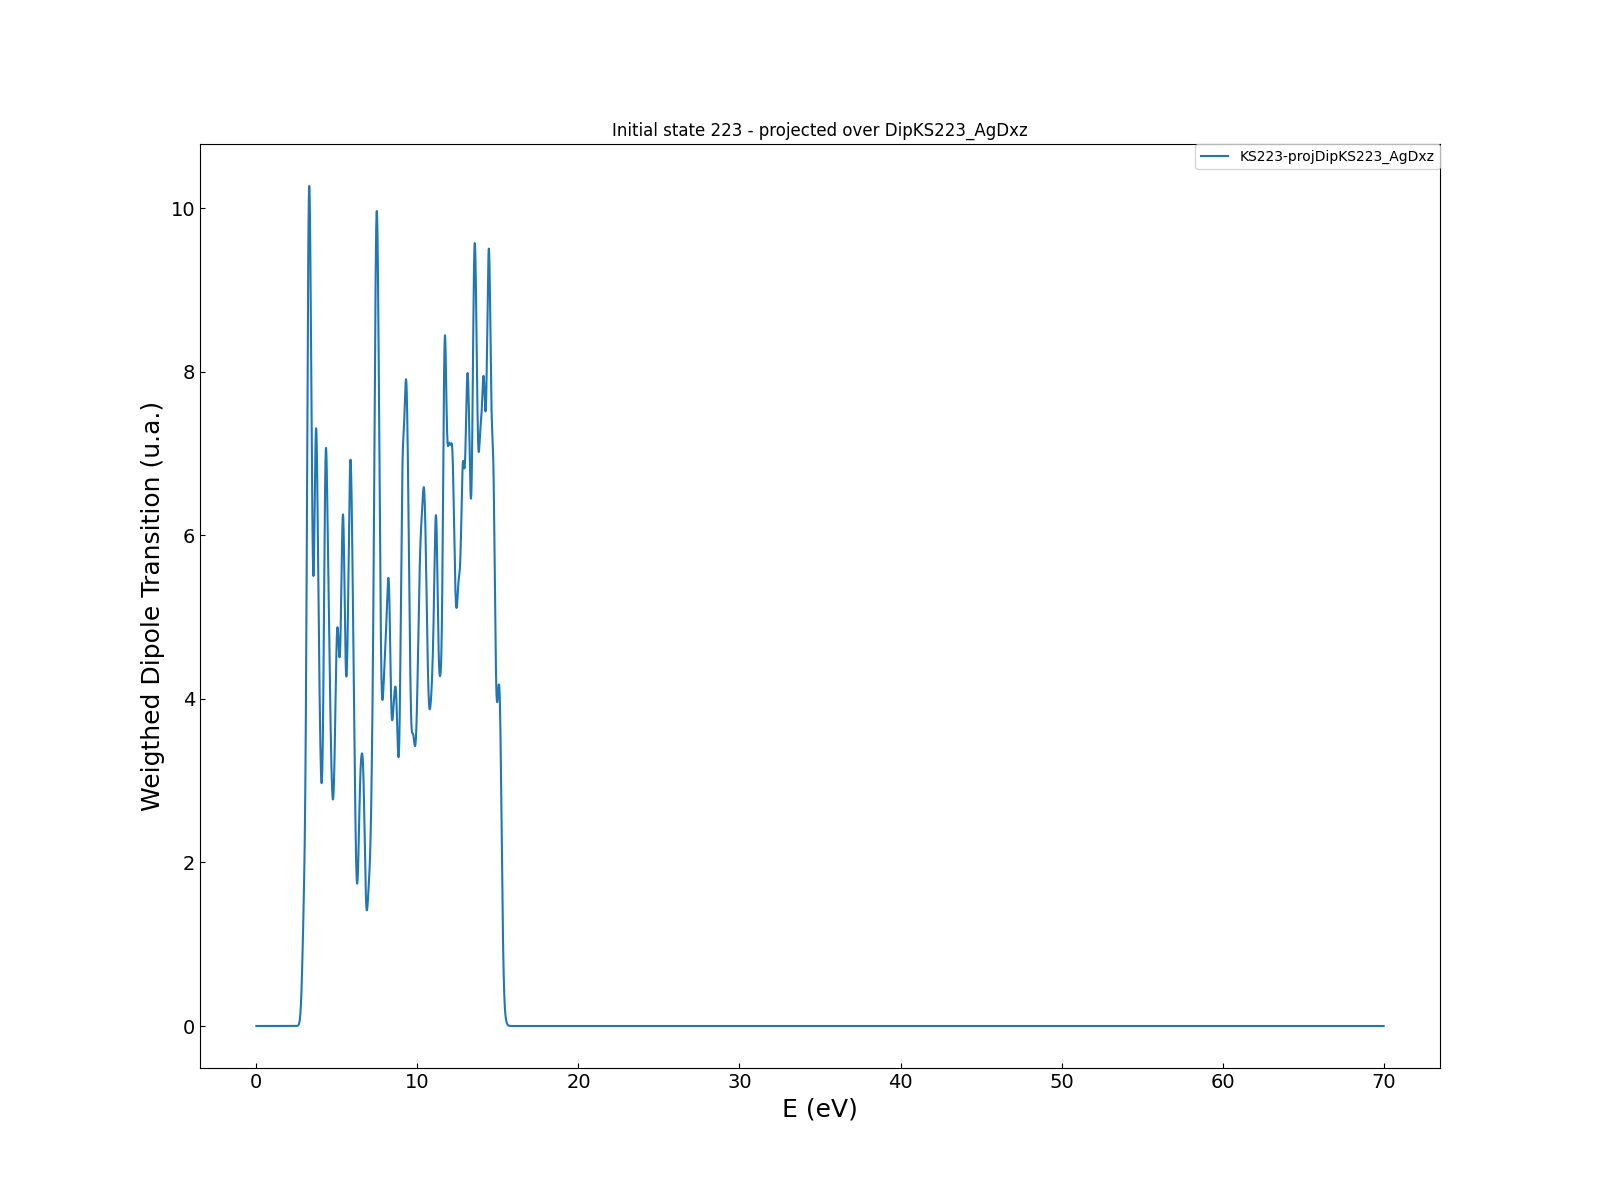 Initial state 223 - projected over DipKS223_AgDxz
KS223-projDipKS223_AgDxz
Weigthed Dipole Transition (u.a.)
10
8
6
4
2
0
0 10 20 30 40 50 60 70
E (eV)